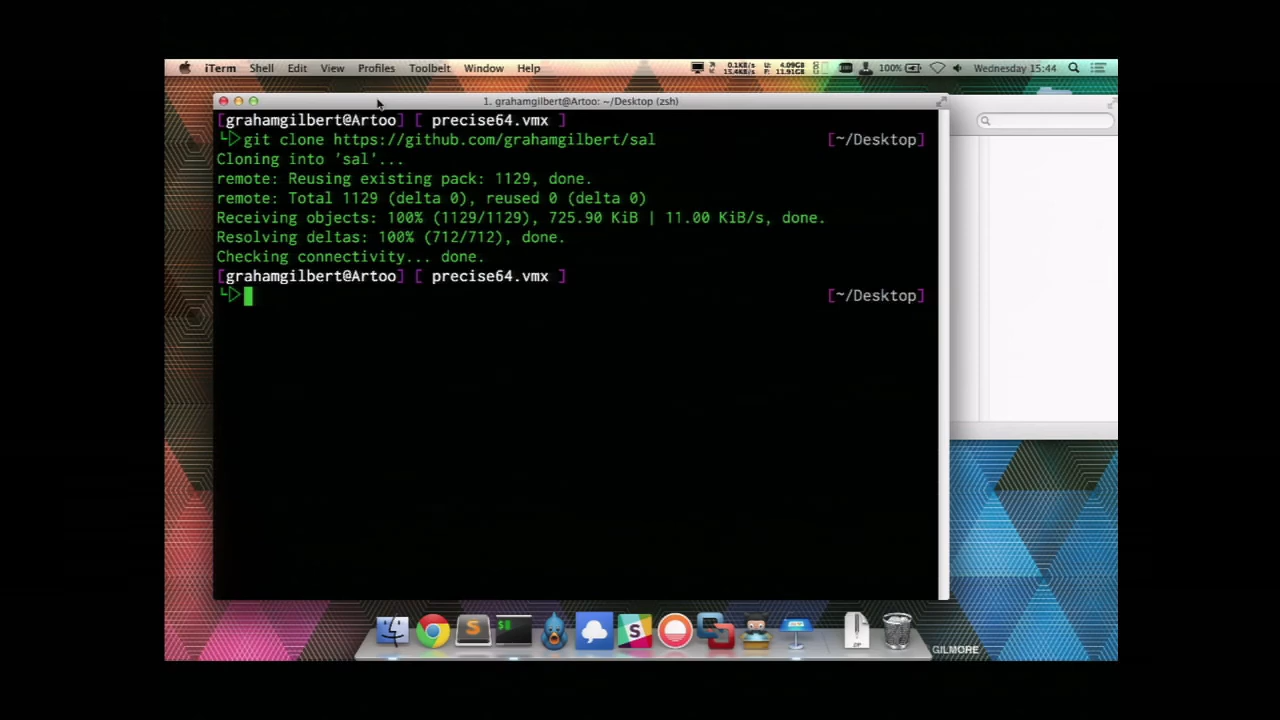 iTerm Shell Edit View Profiles Toolbelt Window Help 100% Wednesday 15:44
1. grahamgilbert@Artoo: ~/Desktop (zsh)
[grahamgilbert@Artoo] [ precise64.vmx ]
git clone https://github.com/grahamgilbert/sal [~/Desktop]
Cloning into 'sal'...
remote: Reusing existing pack: 1129, done.
remote: Total 1129 (delta 0), reused 0 (delta 0)
Receiving objects: 100% (1129/1129), 725.90 KiB | 11.00 KiB/s, done.
Resolving deltas: 100% (712/712), done.
Checking connectivity... done.
[grahamgilbert@Artoo] [ precise64.vmx ]
[~/Desktop]
ZIP
GILMORE